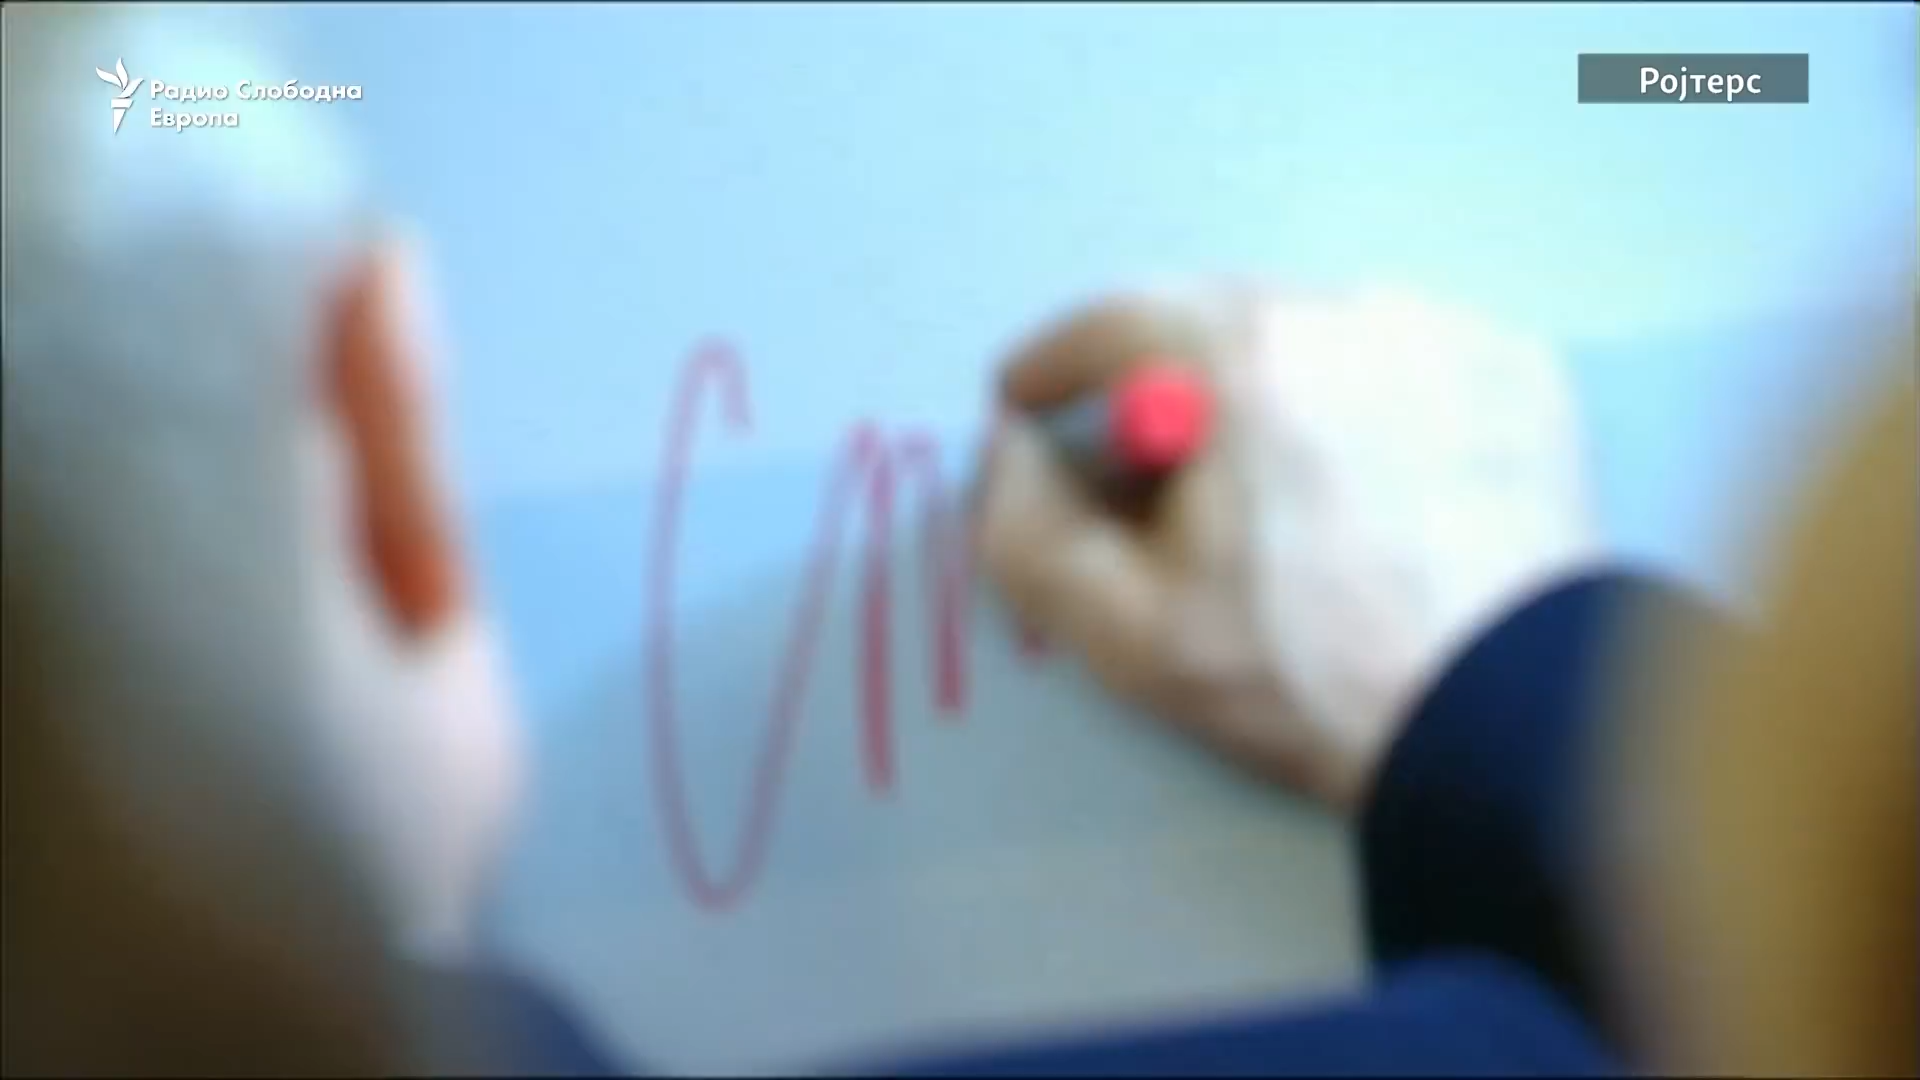 Радио Слободна
Европа
Ројтерс